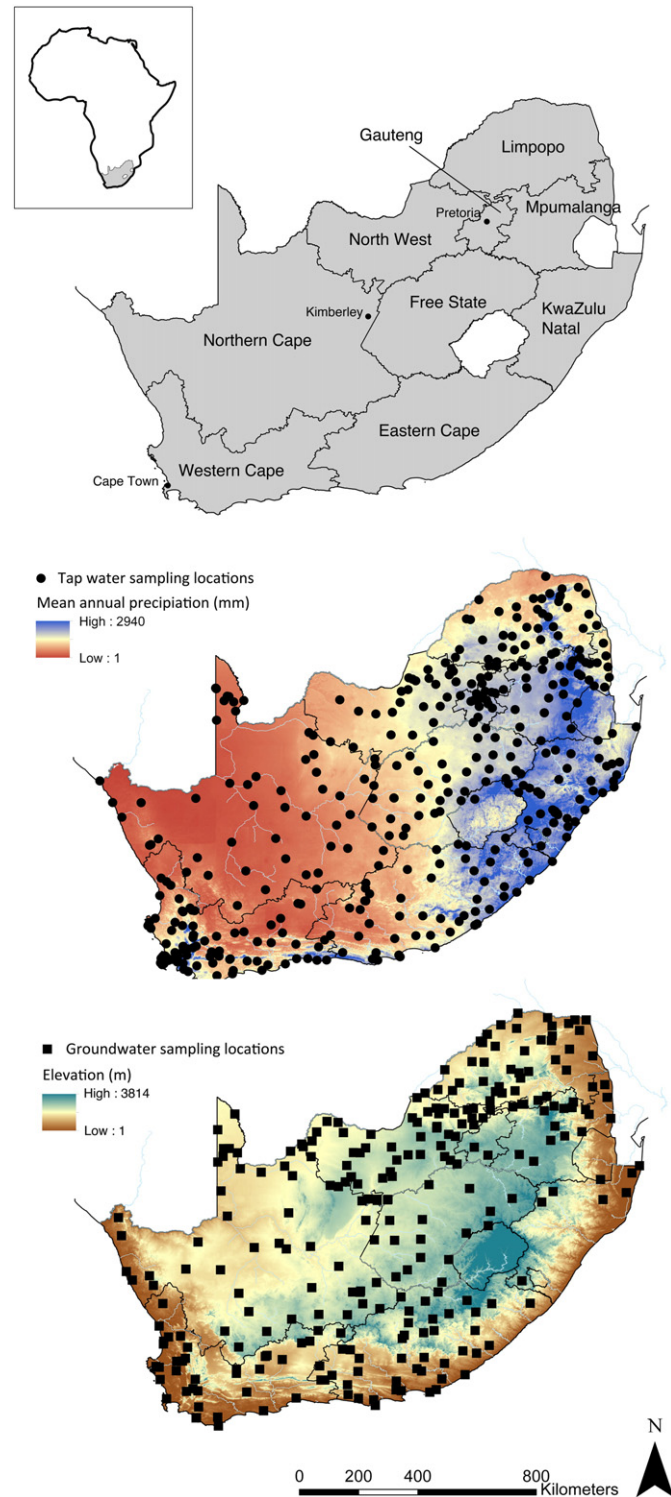 Gauteng
Limpopo
Pretoria
Mpumalanga
North West
Free State
Kimberley
KwaZulu
Natal
Northern Cape
Eastern Cape
Western Cape
Cape Town
Tap water sampling locations
Mean annual precipiation (mm)
High : 2940
Low : 1
Groundwater sampling locations
Elevation (m)
High : 3814
Low : 1
N
0 200 400 800
Kilometers